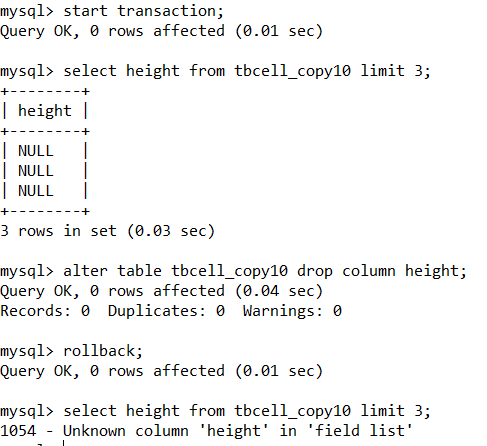 mysql> start transaction;
Query OK, 0 rows affected (0.01 sec)
mysql> select height from tbcell_copy10 limit 3;
+--------+
| height |
+--------+
| NULL   |
| NULL   |
| NULL   |
+--------+
3 rows in set (0.03 sec)
mysql> alter table tbcell_copy10 drop column height;
Query OK, 0 rows affected (0.04 sec)
Records: 0  Duplicates: 0  Warnings: 0
mysql> rollback;
Query OK, 0 rows affected (0.01 sec)
mysql> select height from tbcell_copy10 limit 3;
1054 - Unknown column 'height' in 'field list'